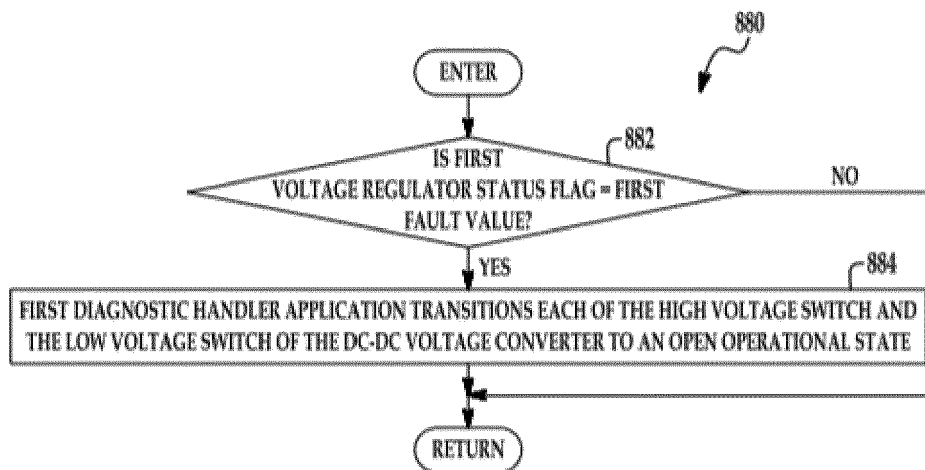 880
ENTER
882
IS FIRST
VOLTAGE REGULATOR STATUS FLAG = FIRST
FAULT VALUE?
NO
YES
884
FIRST DIAGNOSTIC HANDLER APPLICATION TRANSITIONS EACH OF THE HIGH VOLTAGE SWITCH AND
THE LOW VOLTAGE SWITCH OF THE DC-DC VOLTAGE CONVERTER TO AN OPEN OPERATIONAL STATE
RETURN